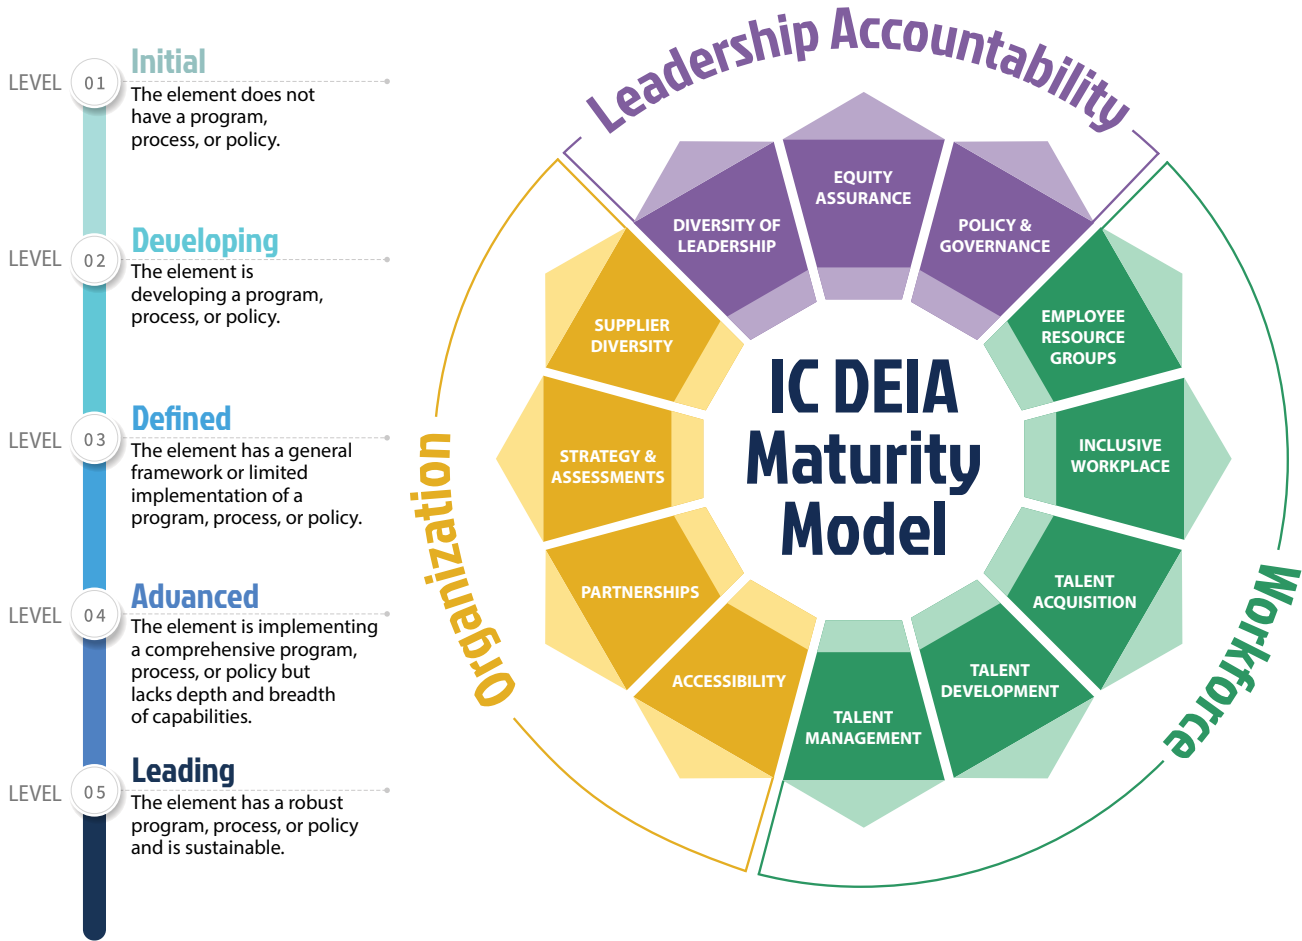 LEVEL 01
Initial
The element does not
have a program,
process, or policy.
LEVEL 02
Developing
The element is
developing a program,
process, or policy.
LEVEL 03
Defined
The element has a general
framework or limited
implementation of a
program, process, or policy.
LEVEL 04
Advanced
The element is implementing
a comprehensive program,
process, or policy but
lacks depth and breadth
of capabilities.
LEVEL 05
Leading
The element has a robust
program, process, or policy
and is sustainable.
Leadership Accountability
DIVERSITY OF
LEADERSHIP
EQUITY
ASSURANCE
POLICY &
GOVERNANCE
Workforce
EMPLOYEE
RESOURCE
GROUPS
INCLUSIVE
WORKPLACE
TALENT
ACQUISITION
TALENT
DEVELOPMENT
TALENT
MANAGEMENT
Organization
ACCESSIBILITY
PARTNERSHIPS
STRATEGY &
ASSESSMENTS
SUPPLIER
DIVERSITY
IC DEIA
Maturity
Model